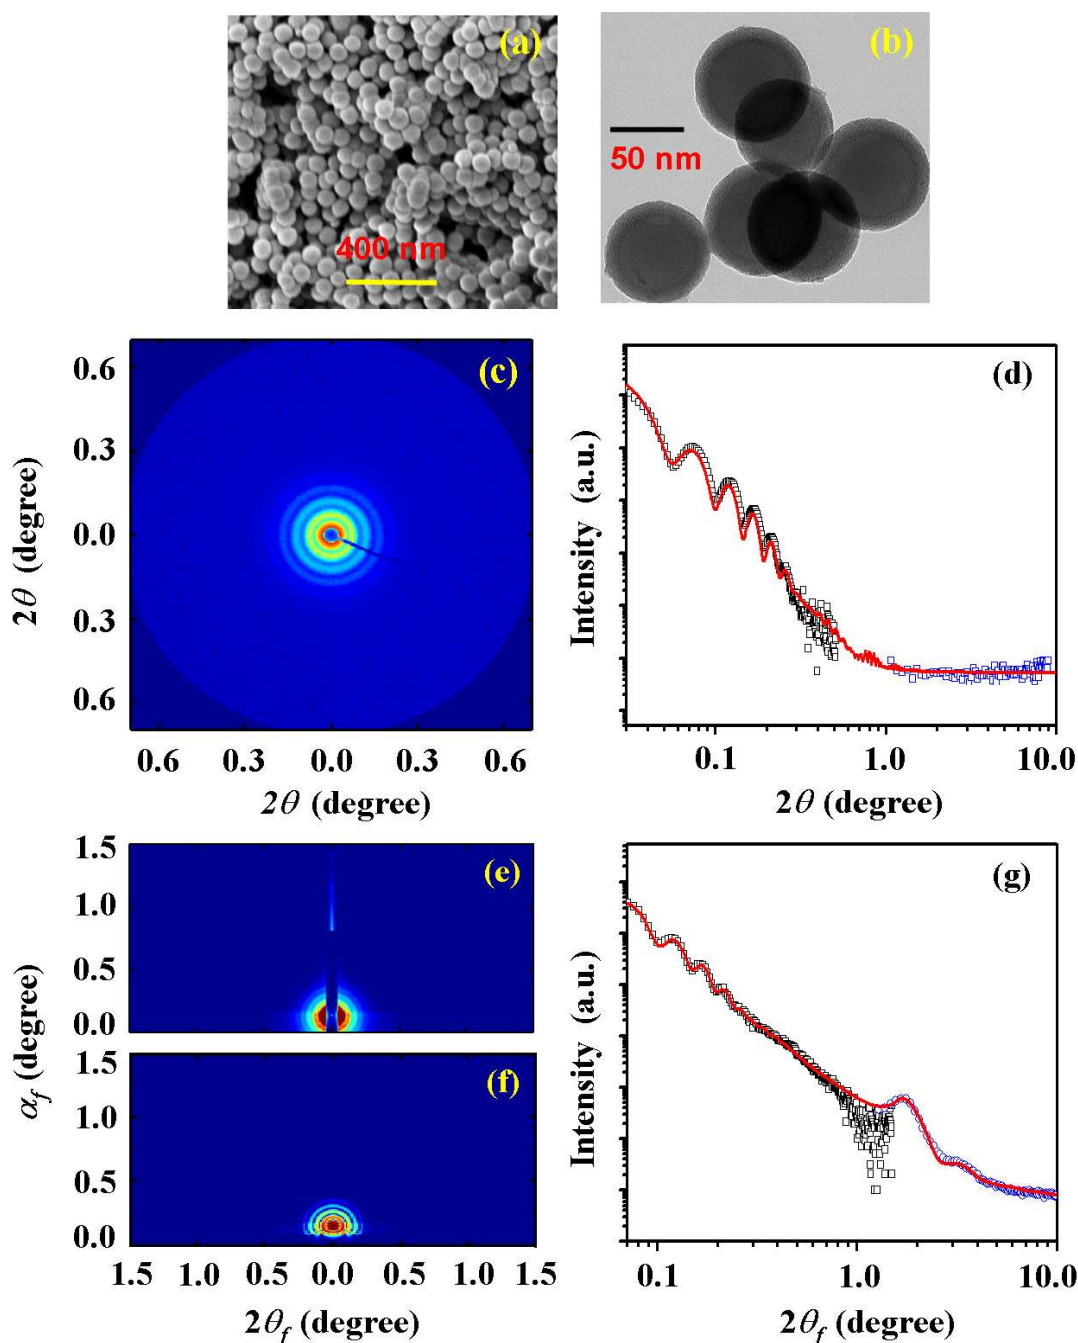 (a)
400 nm
(b)
50 nm
(c)
0.6
0.3
0.0
0.3
0.6
2θ (degree)
0.6 0.3 0.0 0.3 0.6
2θ (degree)
(d)
Intensity (a.u.)
0.1 1.0 10.0
2θ (degree)
(e)
1.5
1.0
0.5
0.0
(f)
1.5
1.0
0.5
0.0
α_f (degree)
1.5 1.0 0.5 0.0 0.5 1.0 1.5
2θ_f (degree)
(g)
Intensity (a.u.)
0.1 1.0 10.0
2θ_f (degree)